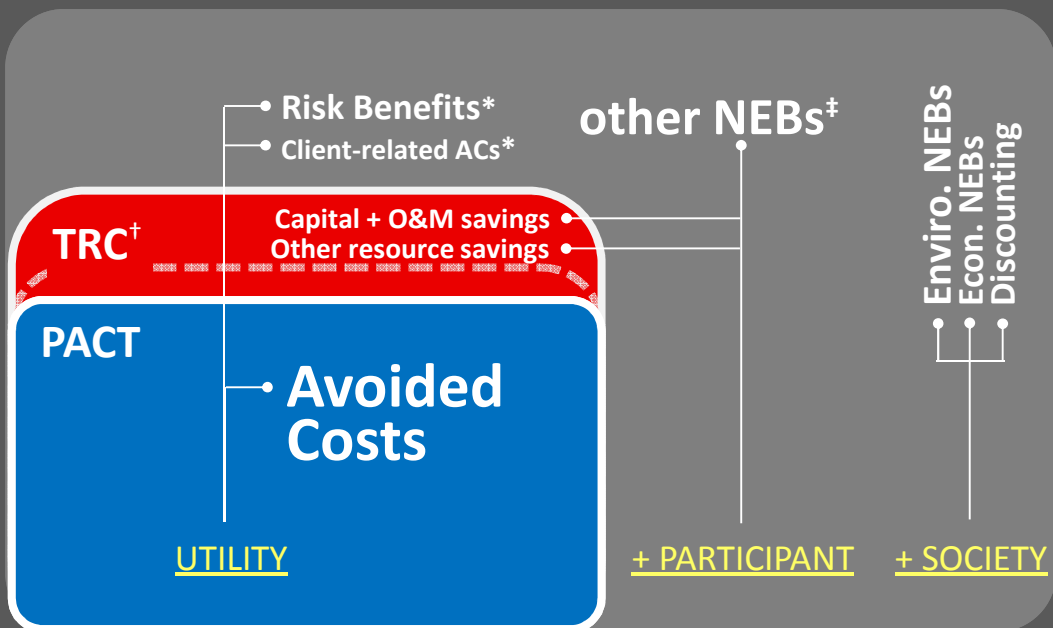 Risk Benefits*
Client-related ACs*
other NEBs‡
Enviro. NEBs
Econ. NEBs
Discounting
TRC†
Capital + O&M savings
Other resource savings
PACT
Avoided
Costs
UTILITY
+ PARTICIPANT
+ SOCIETY